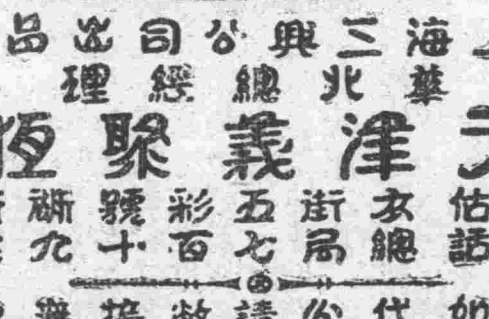 海三興公司出品
華北總經理
津義聚恆
估衣街五彩號衚
話總局七百十九